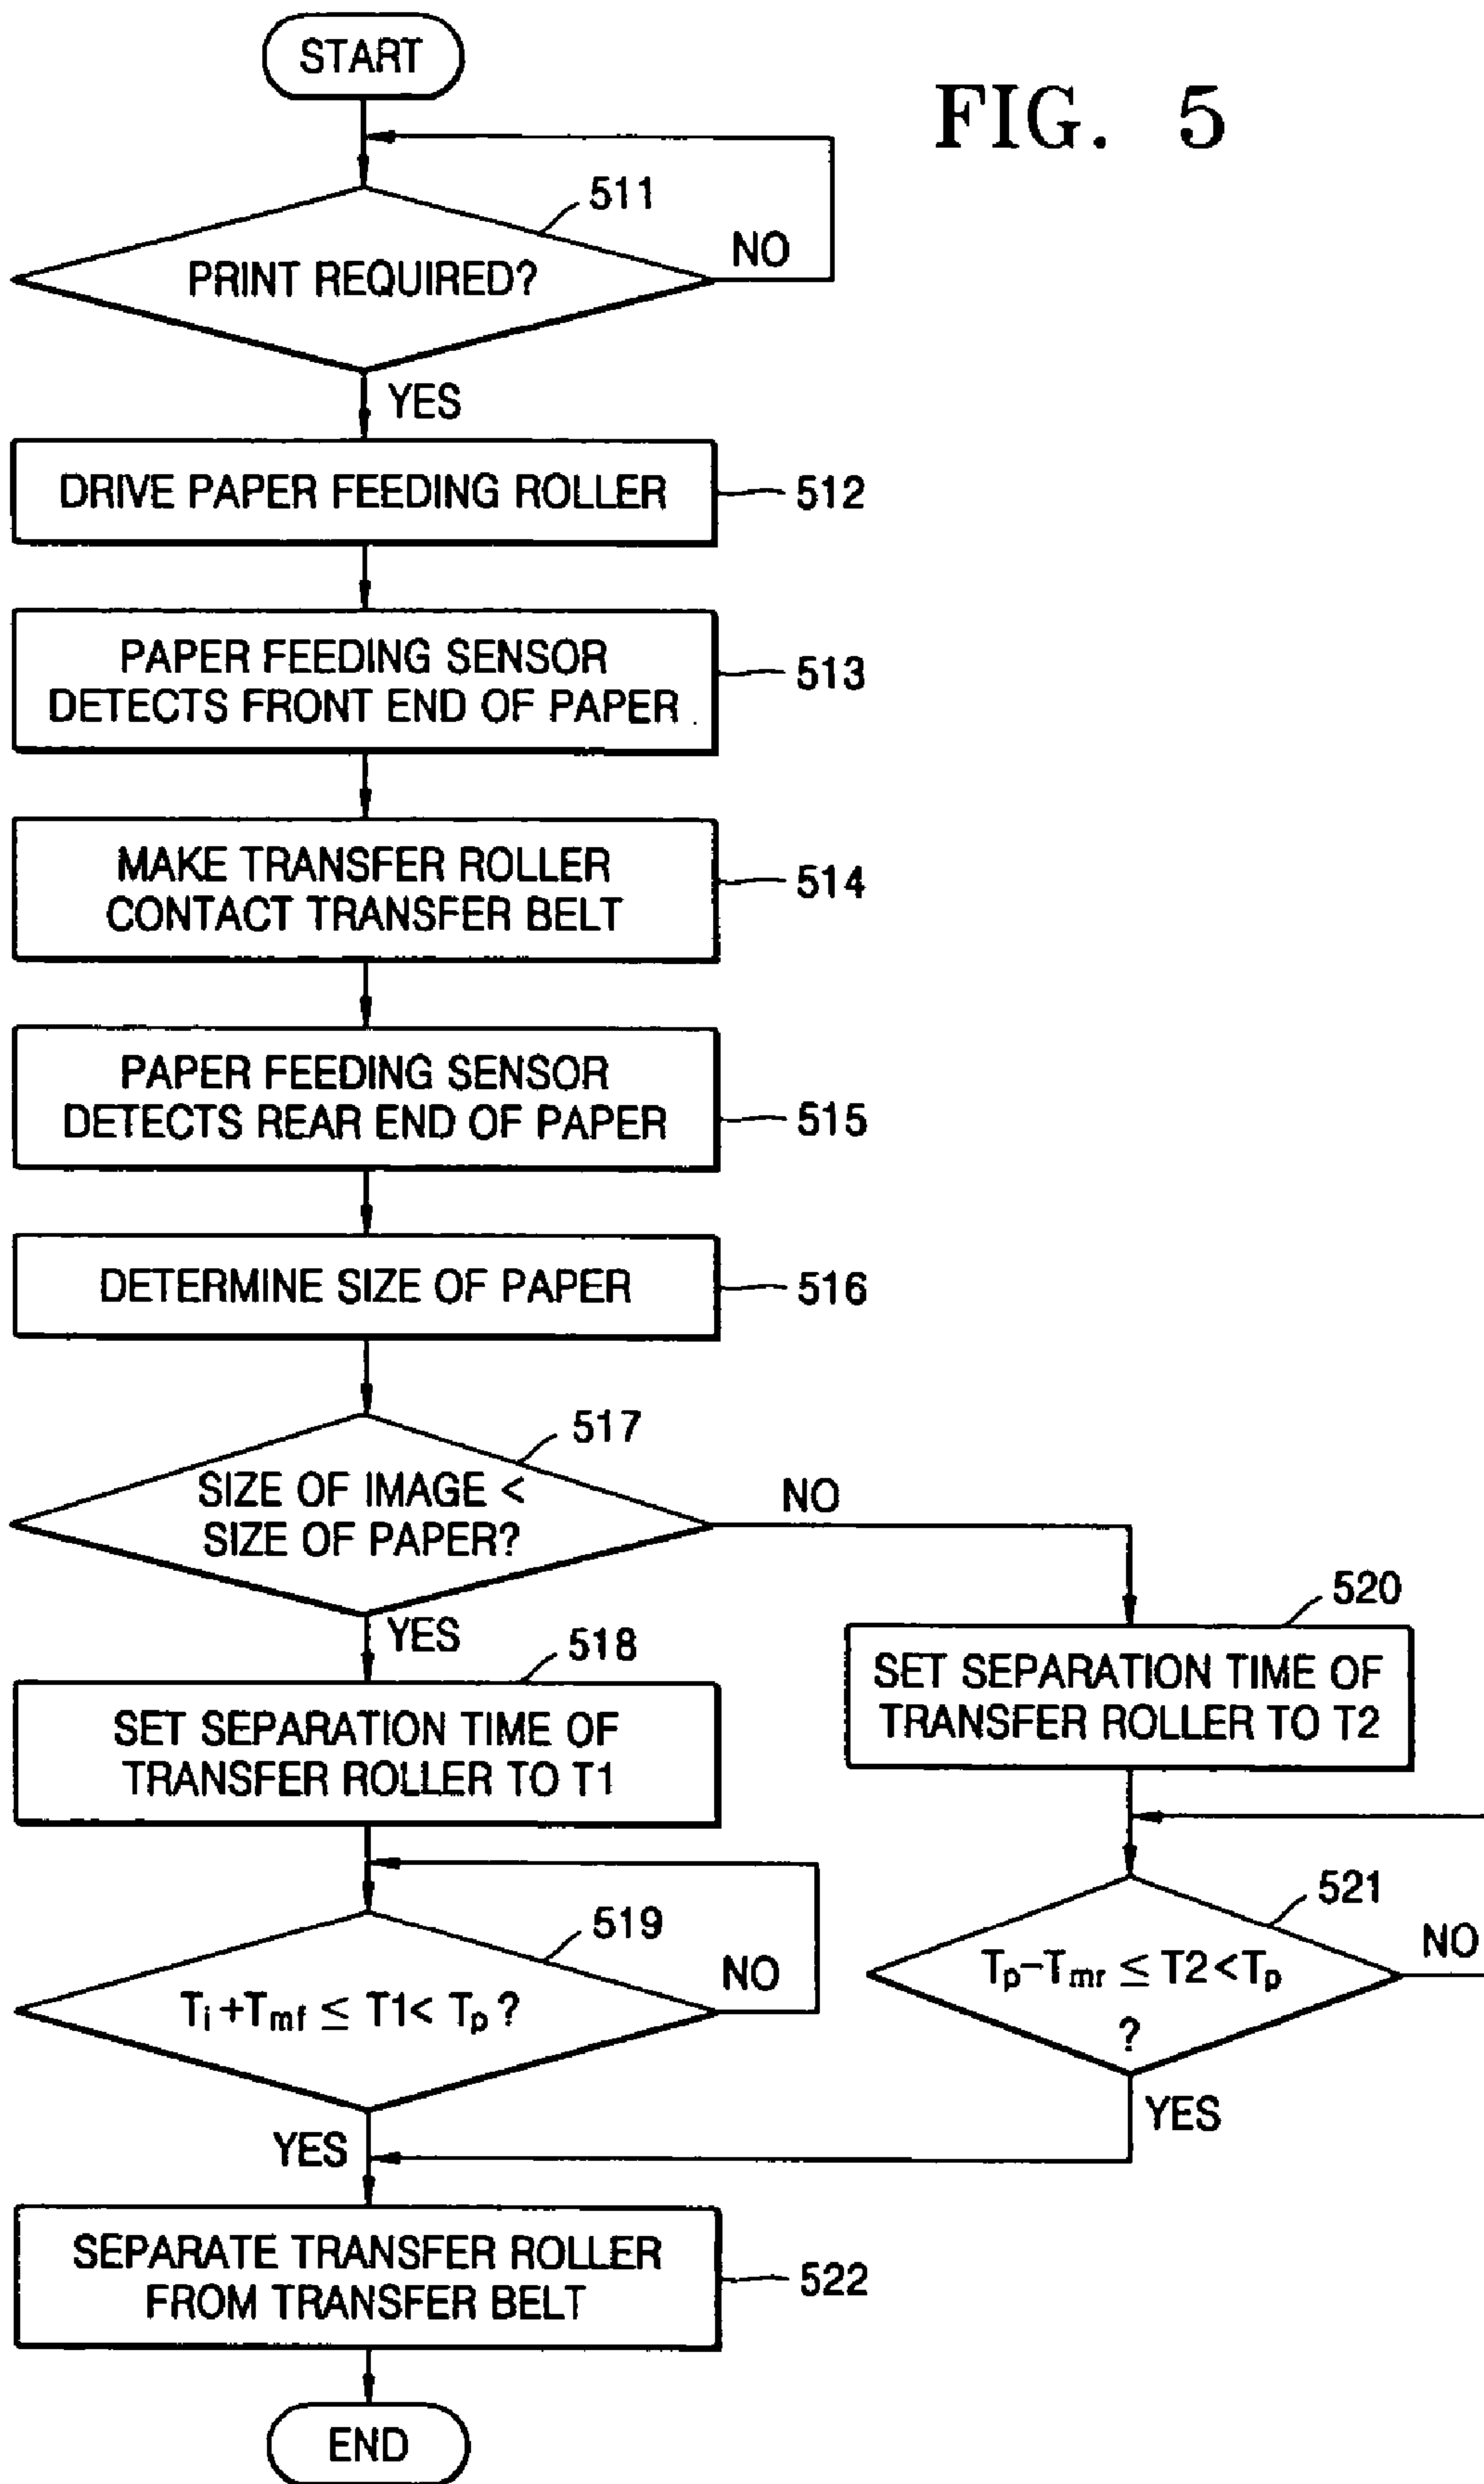 START
FIG. 5
511
PRINT REQUIRED?
NO
YES
DRIVE PAPER FEEDING ROLLER
512
PAPER FEEDING SENSOR
DETECTS FRONT END OF PAPER
513
MAKE TRANSFER ROLLER
CONTACT TRANSFER BELT
514
PAPER FEEDING SENSOR
DETECTS REAR END OF PAPER
515
DETERMINE SIZE OF PAPER
516
517
SIZE OF IMAGE <
SIZE OF PAPER?
NO
YES
518
SET SEPARATION TIME OF
TRANSFER ROLLER TO T1
520
SET SEPARATION TIME OF
TRANSFER ROLLER TO T2
519
Ti+Tmf ≤ T1< Tp ?
NO
YES
521
Tp−Tmr ≤ T2<Tp
?
NO
YES
SEPARATE TRANSFER ROLLER
FROM TRANSFER BELT
522
END